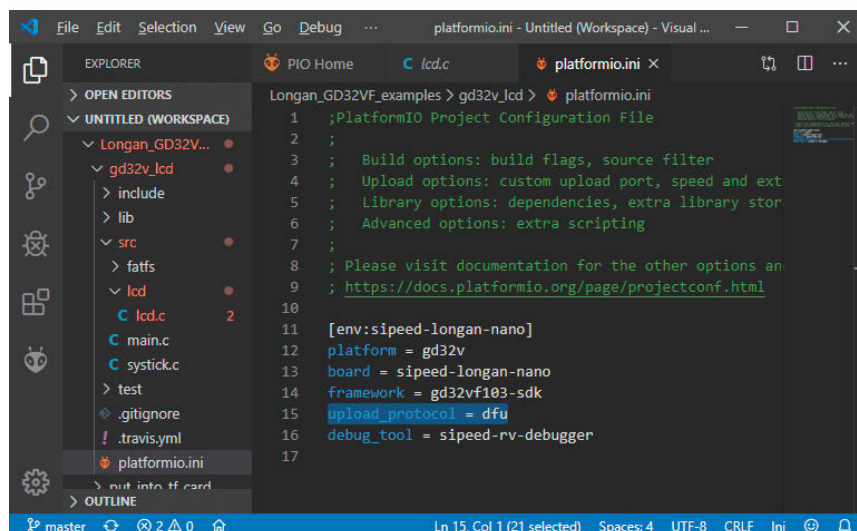 File Edit Selection View Go Debug ··· platformio.ini - Untitled (Workspace) - Visual ...
EXPLORER
PIO Home
lcd.c
platformio.ini
OPEN EDITORS
UNTITLED (WORKSPACE)
Longan_GD32V...
gd32v_lcd
include
lib
src
fatfs
lcd
C lcd.c 2
C main.c
C systick.c
test
.gitignore
! .travis.yml
platformio.ini
put into tf card
OUTLINE
Longan_GD32VF_examples > gd32v_lcd > platformio.ini
1 ;PlatformIO Project Configuration File
2 ;
3 ; Build options: build flags, source filter
4 ; Upload options: custom upload port, speed and ext
5 ; Library options: dependencies, extra library stor
6 ; Advanced options: extra scripting
7 ;
8 ; Please visit documentation for the other options an
9 ; https://docs.platformio.org/page/projectconf.html
10
11 [env:sipeed-longan-nano]
12 platform = gd32v
13 board = sipeed-longan-nano
14 framework = gd32vf103-sdk
15 upload_protocol = dfu
16 debug_tool = sipeed-rv-debugger
17
master 2 0 Ln 15, Col 1 (21 selected) Spaces: 4 UTF-8 CRLF Ini